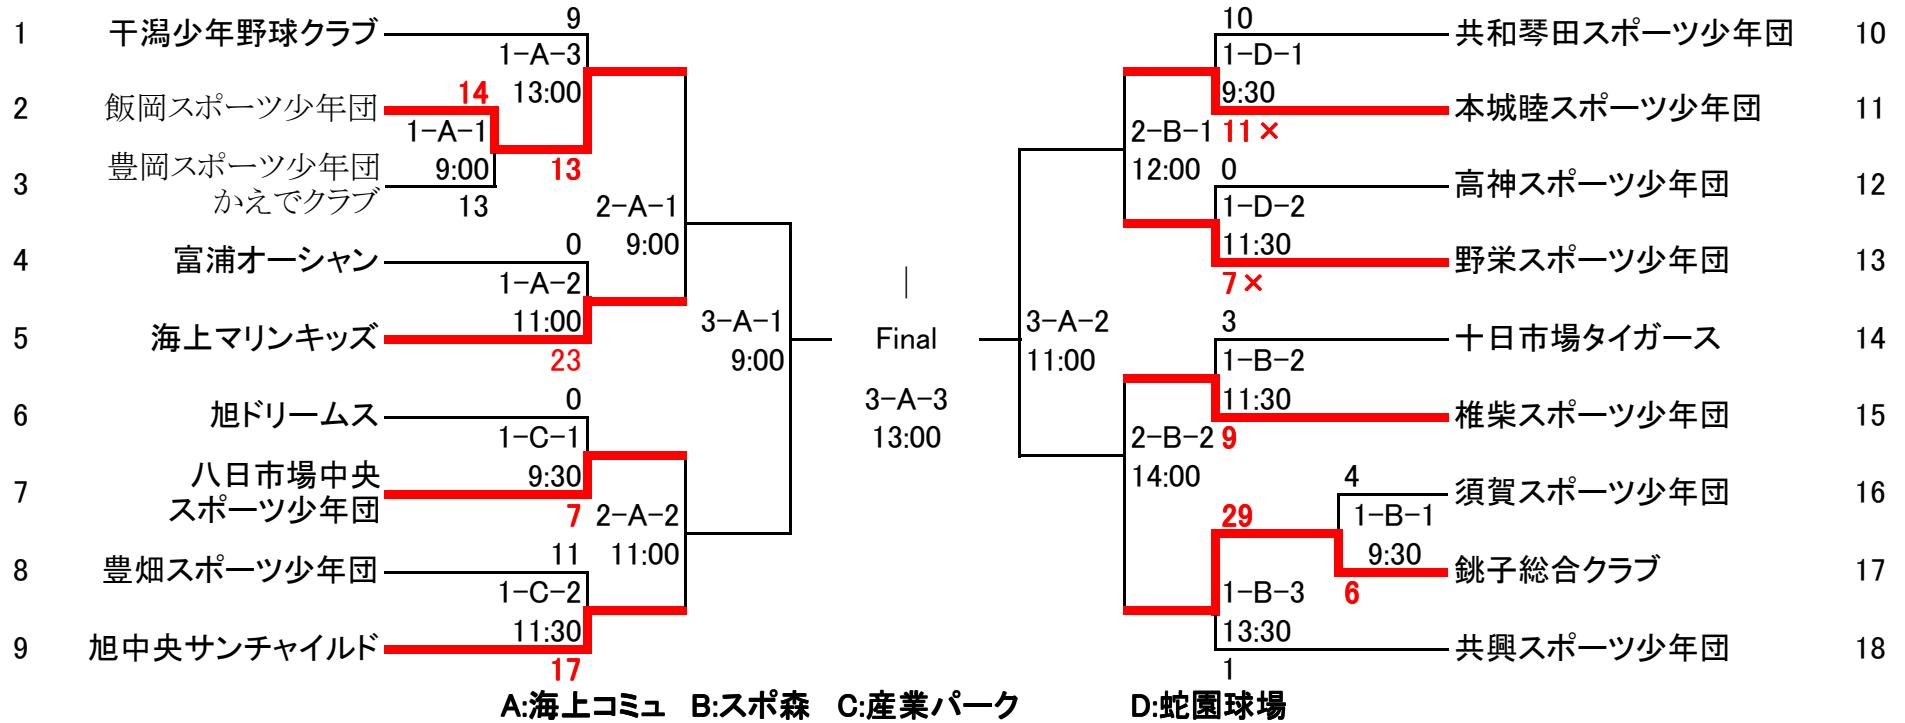 1 干潟少年野球クラブ 9
1-A-3
13:00
2 飯岡スポーツ少年団 14
1-A-1
9:00
13
3 豊岡スポーツ少年団
かえでクラブ 13
2-A-1
9:00
4 富浦オーシャン 0
1-A-2
11:00
5 海上マリンキッズ 23
3-A-1
9:00
6 旭ドリームス 0
1-C-1
9:30
7 八日市場中央
スポーツ少年団 7
2-A-2
11:00
8 豊畑スポーツ少年団 11
1-C-2
11:30
9 旭中央サンチャイルド 17
|
Final
3-A-3
13:00
10 共和琴田スポーツ少年団 10
1-D-1
9:30
11× 本城睦スポーツ少年団 11
2-B-1
12:00
0 高神スポーツ少年団 12
1-D-2
11:30
7× 野栄スポーツ少年団 13
3-A-2
11:00
3 十日市場タイガース 14
1-B-2
11:30
9 椎柴スポーツ少年団 15
2-B-2
14:00
4 須賀スポーツ少年団 16
1-B-1
9:30
29
6 銚子総合クラブ 17
1-B-3
13:30
1 共興スポーツ少年団 18
A:海上コミュ B:スポ森 C:産業パーク D:蛇園球場